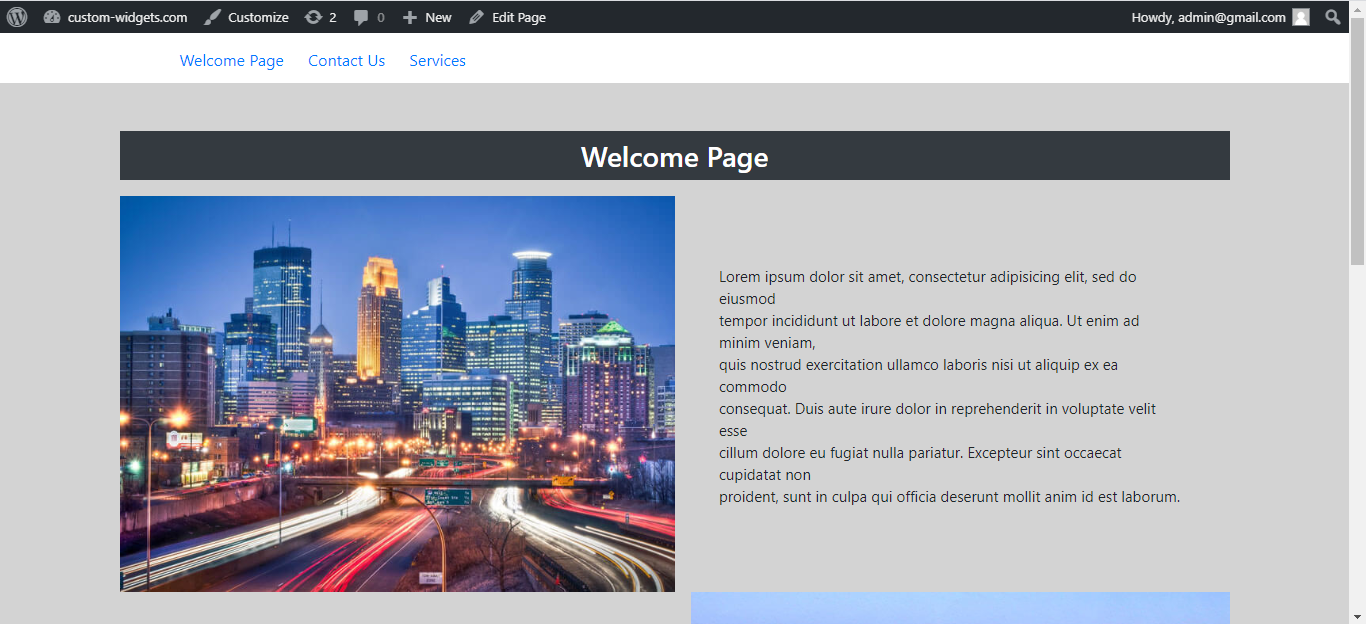 custom-widgets.com Customize 2 0 New Edit Page Howdy, admin@gmail.com
Welcome Page Contact Us Services
Welcome Page
Lorem ipsum dolor sit amet, consectetur adipisicing elit, sed do
eiusmod
tempor incididunt ut labore et dolore magna aliqua. Ut enim ad
minim veniam,
quis nostrud exercitation ullamco laboris nisi ut aliquip ex ea
commodo
consequat. Duis aute irure dolor in reprehenderit in voluptate velit
esse
cillum dolore eu fugiat nulla pariatur. Excepteur sint occaecat
cupidatat non
proident, sunt in culpa qui officia deserunt mollit anim id est laborum.